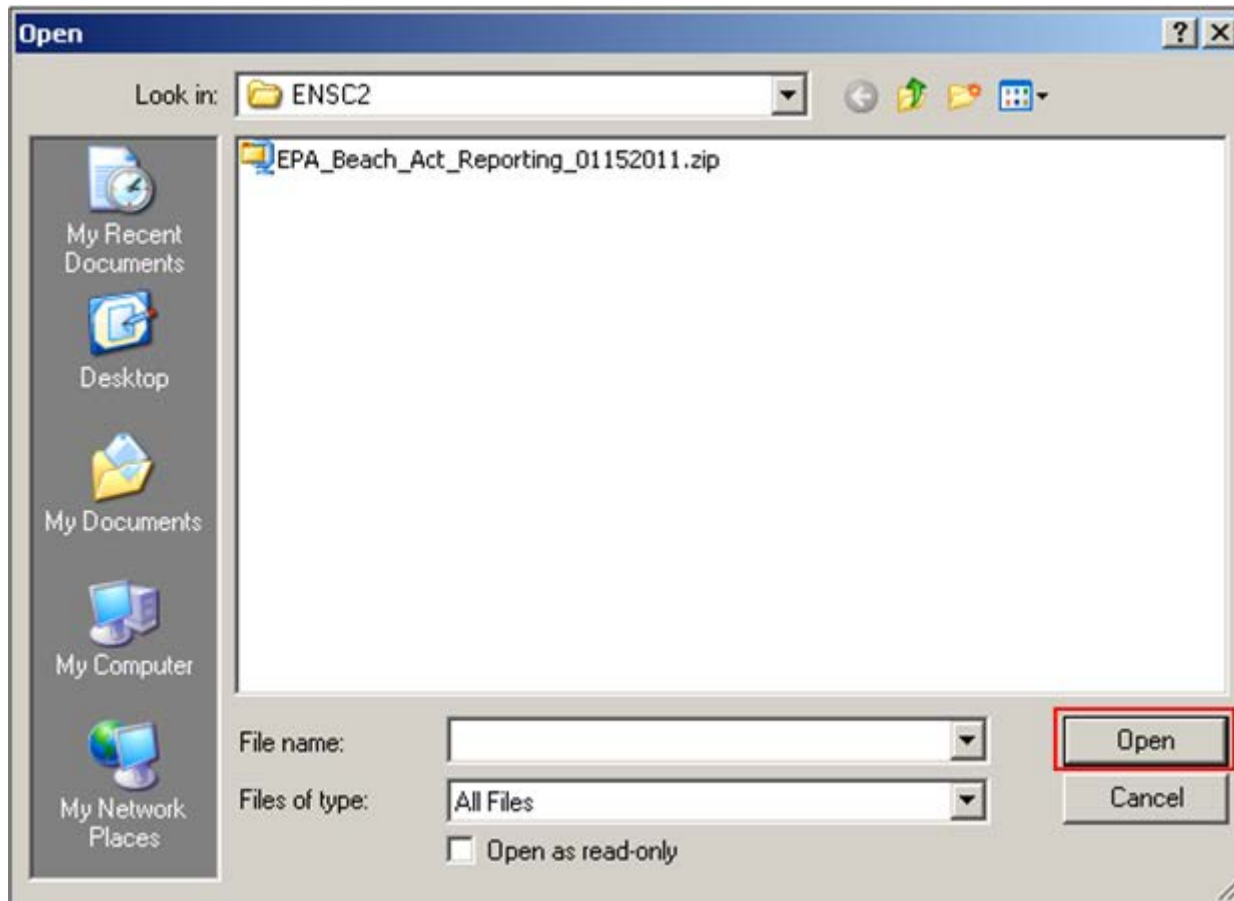 Open
Look in: ENSC2
EPA_Beach_Act_Reporting_01152011.zip
My Recent
Documents
Desktop
My Documents
My Computer
My Network
Places
File name:
Open
Files of type: All Files
Cancel
Open as read-only